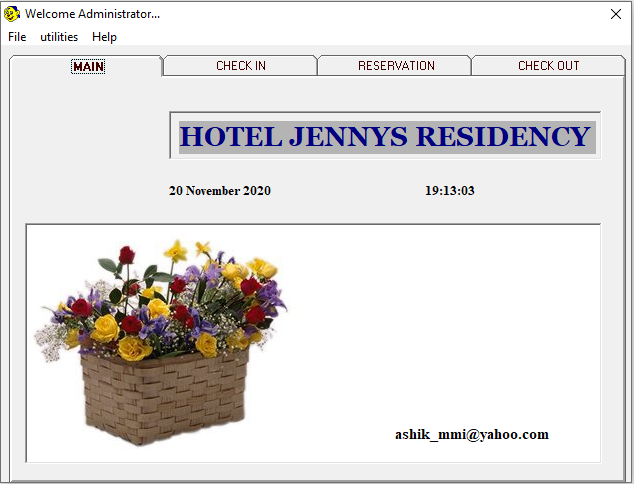 Welcome Administrator...
File utilities Help
MAIN CHECK IN RESERVATION CHECK OUT
HOTEL JENNYS RESIDENCY
20 November 2020 19:13:03
ashik_mmi@yahoo.com